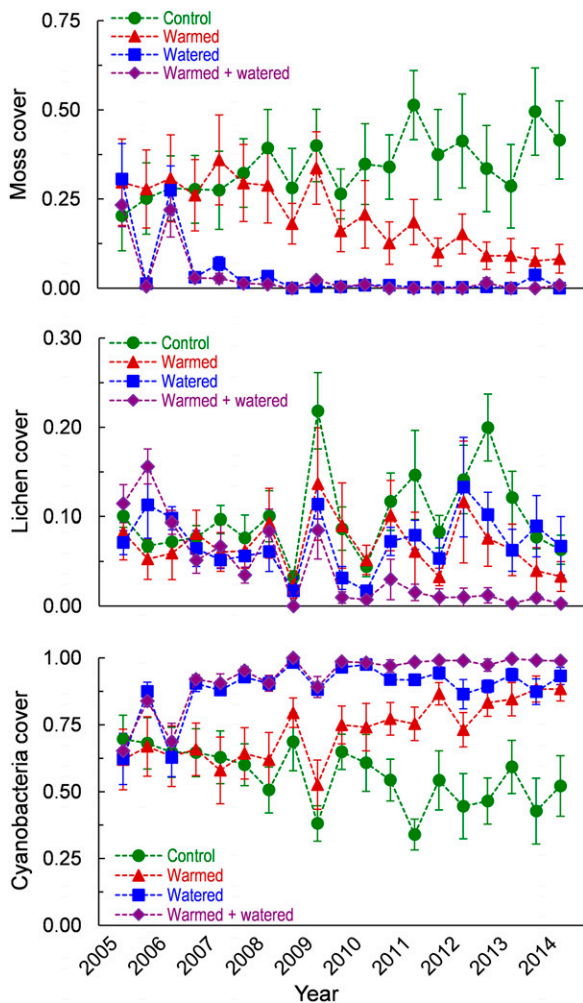 0.75
0.50
0.25
0.00
Moss cover
Control
Warmed
Watered
Warmed + watered
0.30
0.20
0.10
0.00
Lichen cover
Control
Warmed
Watered
Warmed + watered
1.00
0.75
0.50
0.25
0.00
Cyanobacteria cover
Control
Warmed
Watered
Warmed + watered
2005 2006 2007 2008 2009 2010 2011 2012 2013 2014
Year